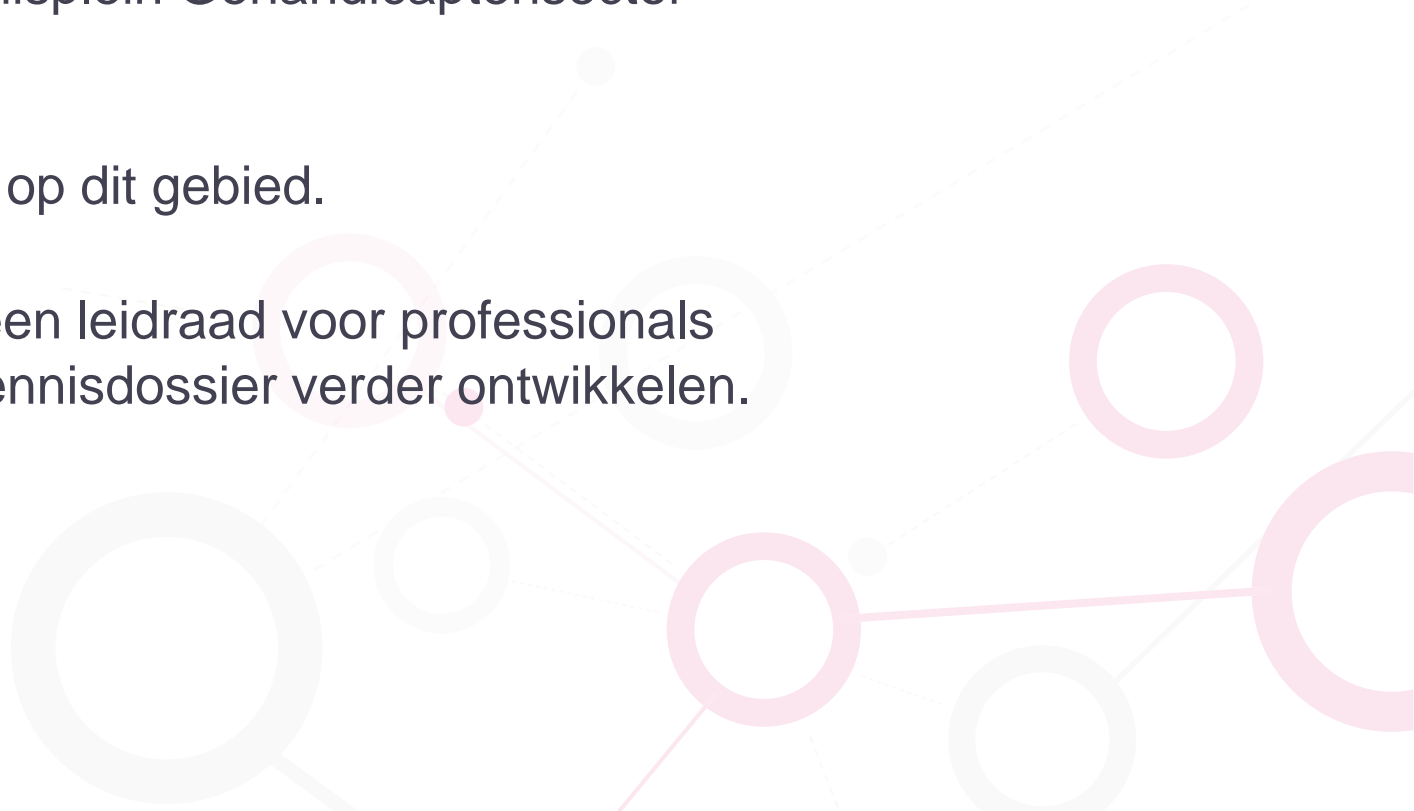 op dit gebied.
een leidraad voor professionals
ennisdossier verder ontwikkelen.